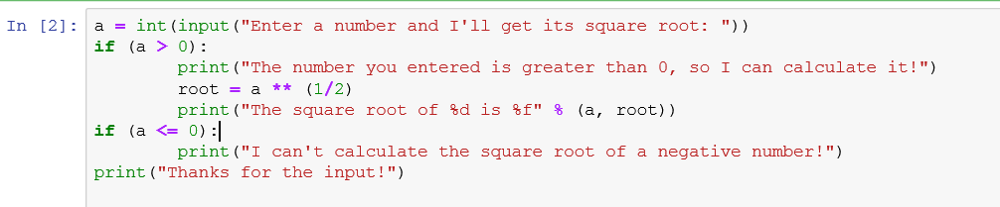 In [2]: a = int(input("Enter a number and I'll get its square root: "))
if (a > 0):
        print("The number you entered is greater than 0, so I can calculate it!")
        root = a ** (1/2)
        print("The square root of %d is %f" % (a, root))
if (a <= 0):
        print("I can't calculate the square root of a negative number!")
print("Thanks for the input!")